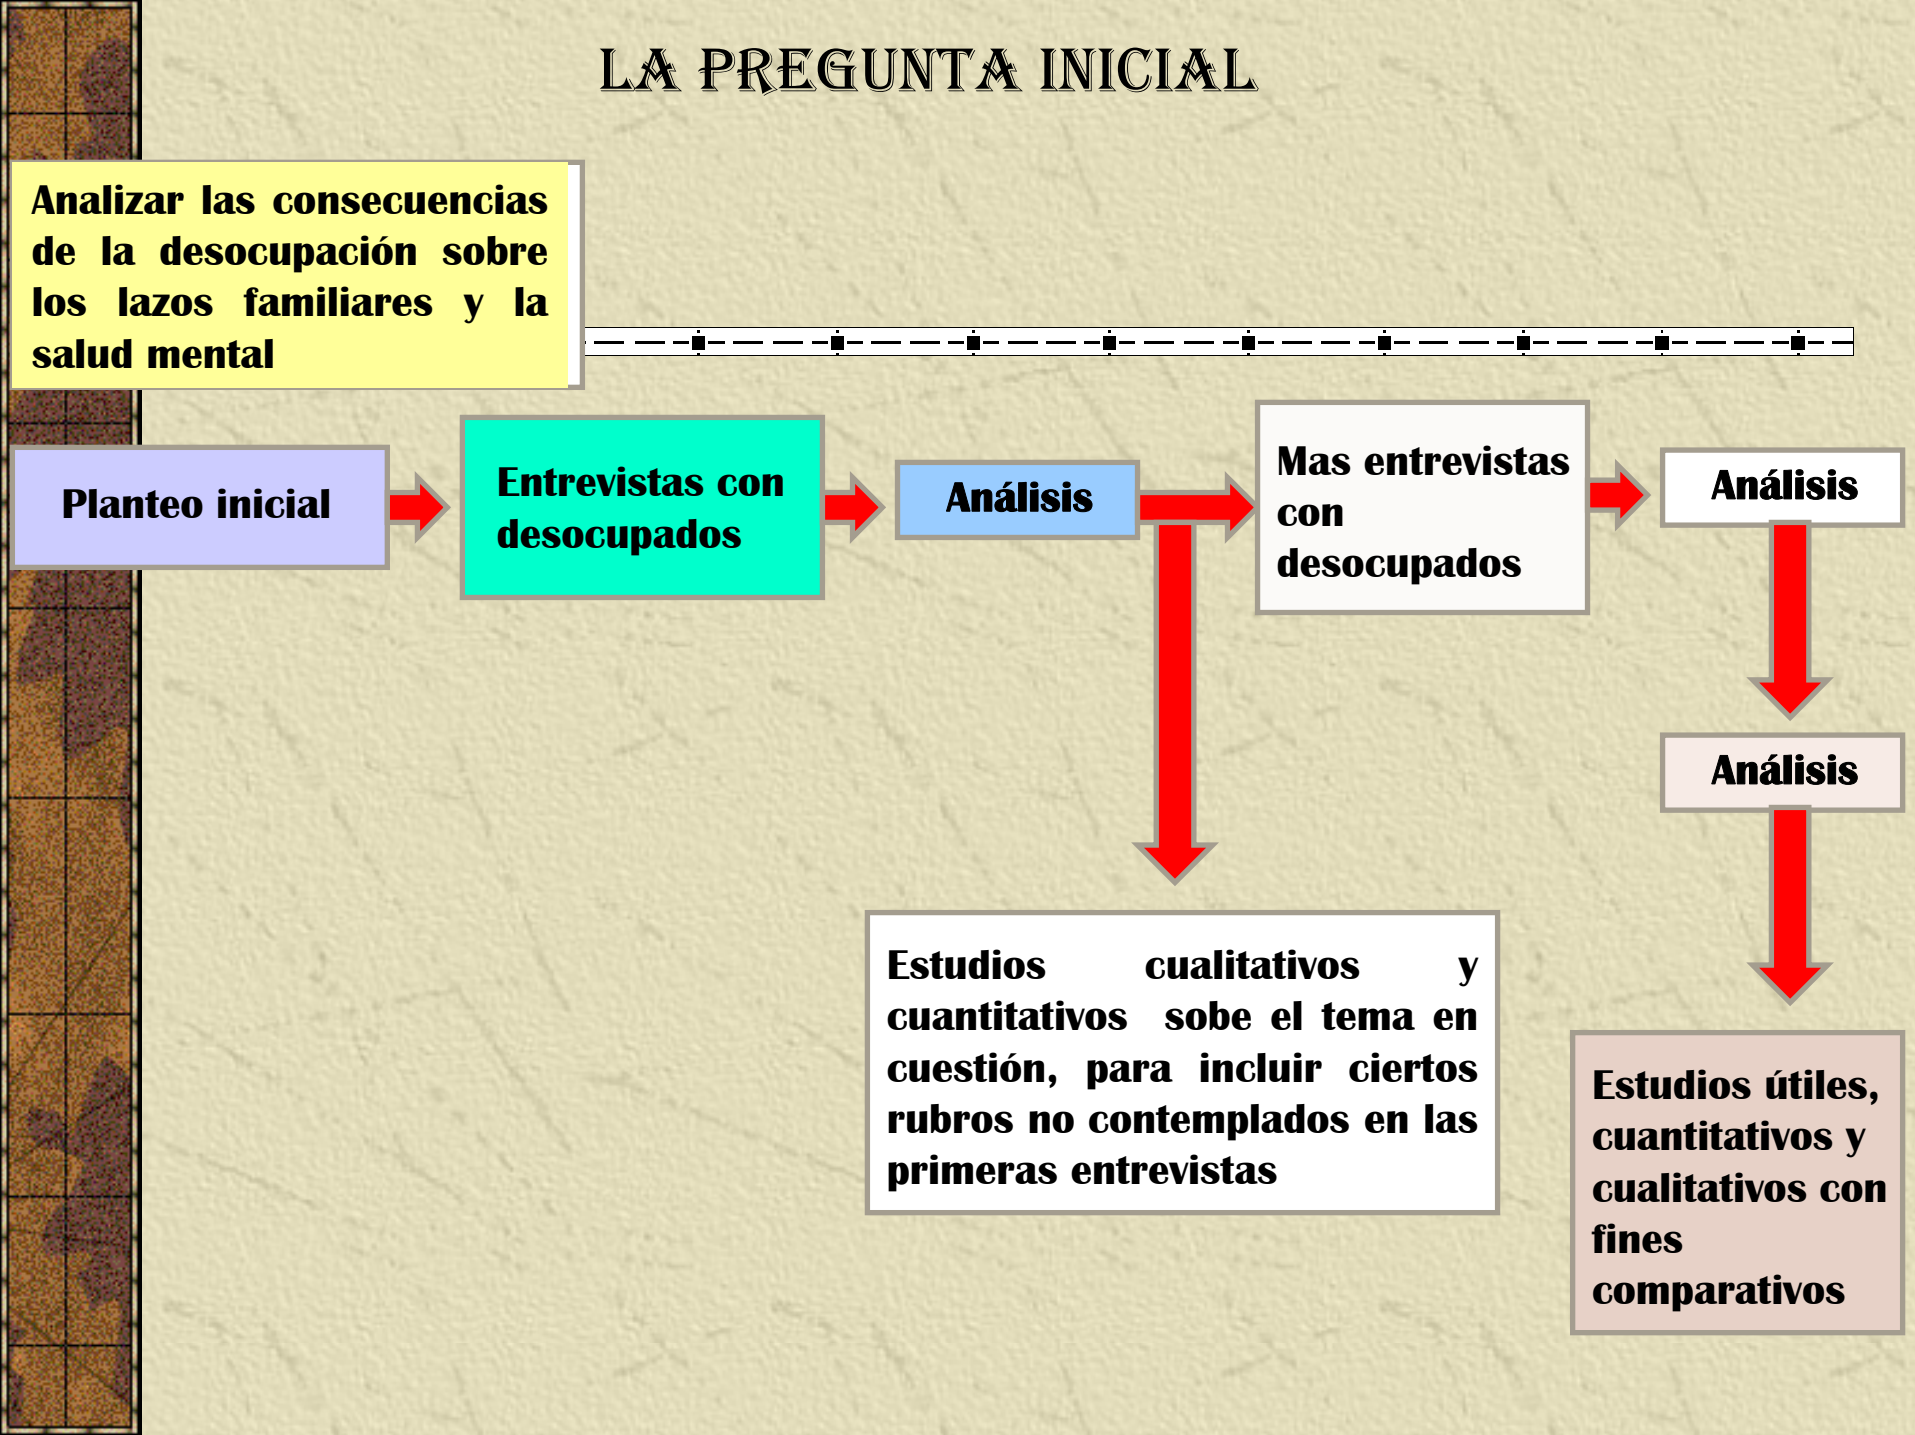 LA PREGUNTA INICIAL
Analizar las consecuencias
de la desocupación sobre
los lazos familiares y la
salud mental
Planteo inicial
Entrevistas con
desocupados
Análisis
Mas entrevistas
con
desocupados
Análisis
Análisis
Estudios cualitativos y
cuantitativos sobe el tema en
cuestión, para incluir ciertos
rubros no contemplados en las
primeras entrevistas
Estudios útiles,
cuantitativos y
cualitativos con
fines
comparativos